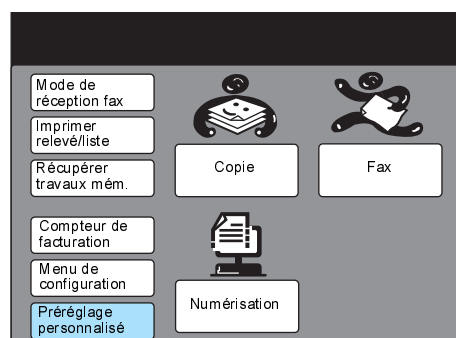 Mode de
réception fax
Imprimer
relevé/liste
Récupérer
travaux mém.
Compteur de
facturation
Menu de
configuration
Préréglage
personnalisé
Copie
Fax
Numérisation